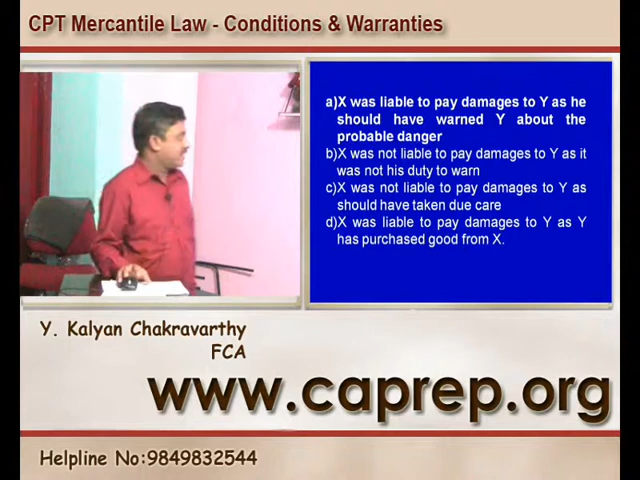 CPT Mercantile Law - Conditions & Warranties
a)X was liable to pay damages to Y as he
should have warned Y about the
probable danger
b)X was not liable to pay damages to Y as it
was not his duty to warn
c)X was not liable to pay damages to Y as
should have taken due care
d)X was liable to pay damages to Y as Y
has purchased good from X.
Y. Kalyan Chakravarthy
FCA
www.caprep.org
Helpline No:9849832544